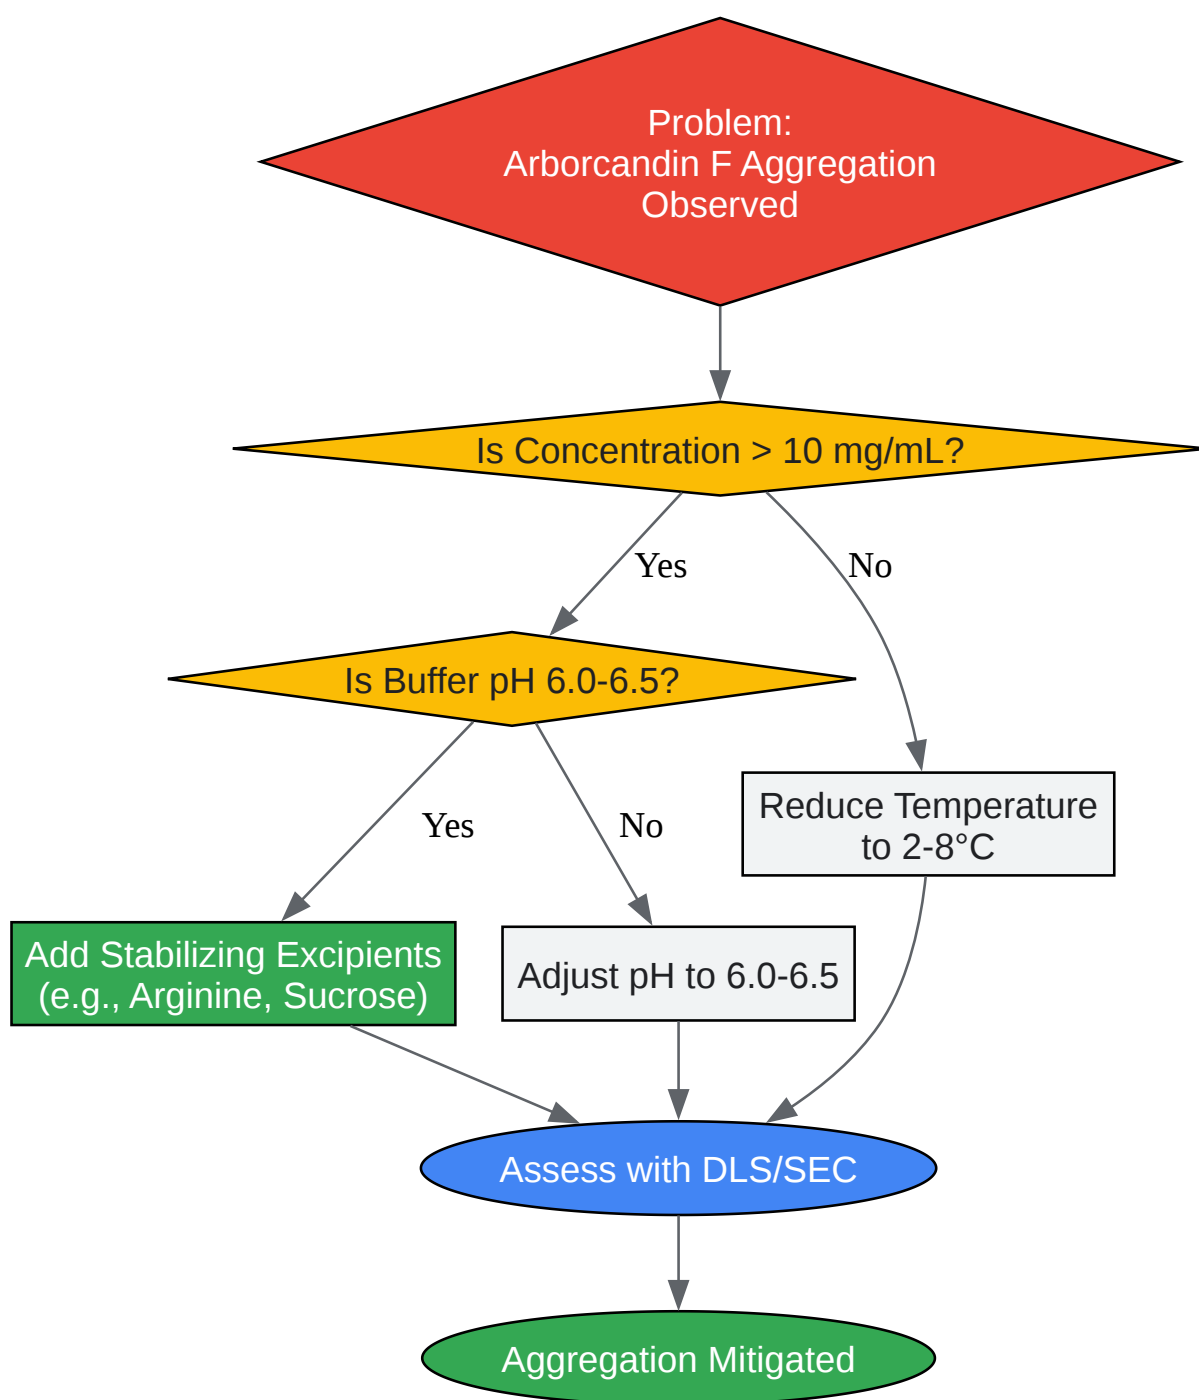 Problem:
Arborcandin F Aggregation
Observed
Is Concentration > 10 mg/mL?
Yes
No
Is Buffer pH 6.0-6.5?
Reduce Temperature
to 2-8°C
Yes
No
Add Stabilizing Excipients
(e.g., Arginine, Sucrose)
Adjust pH to 6.0-6.5
Assess with DLS/SEC
Aggregation Mitigated